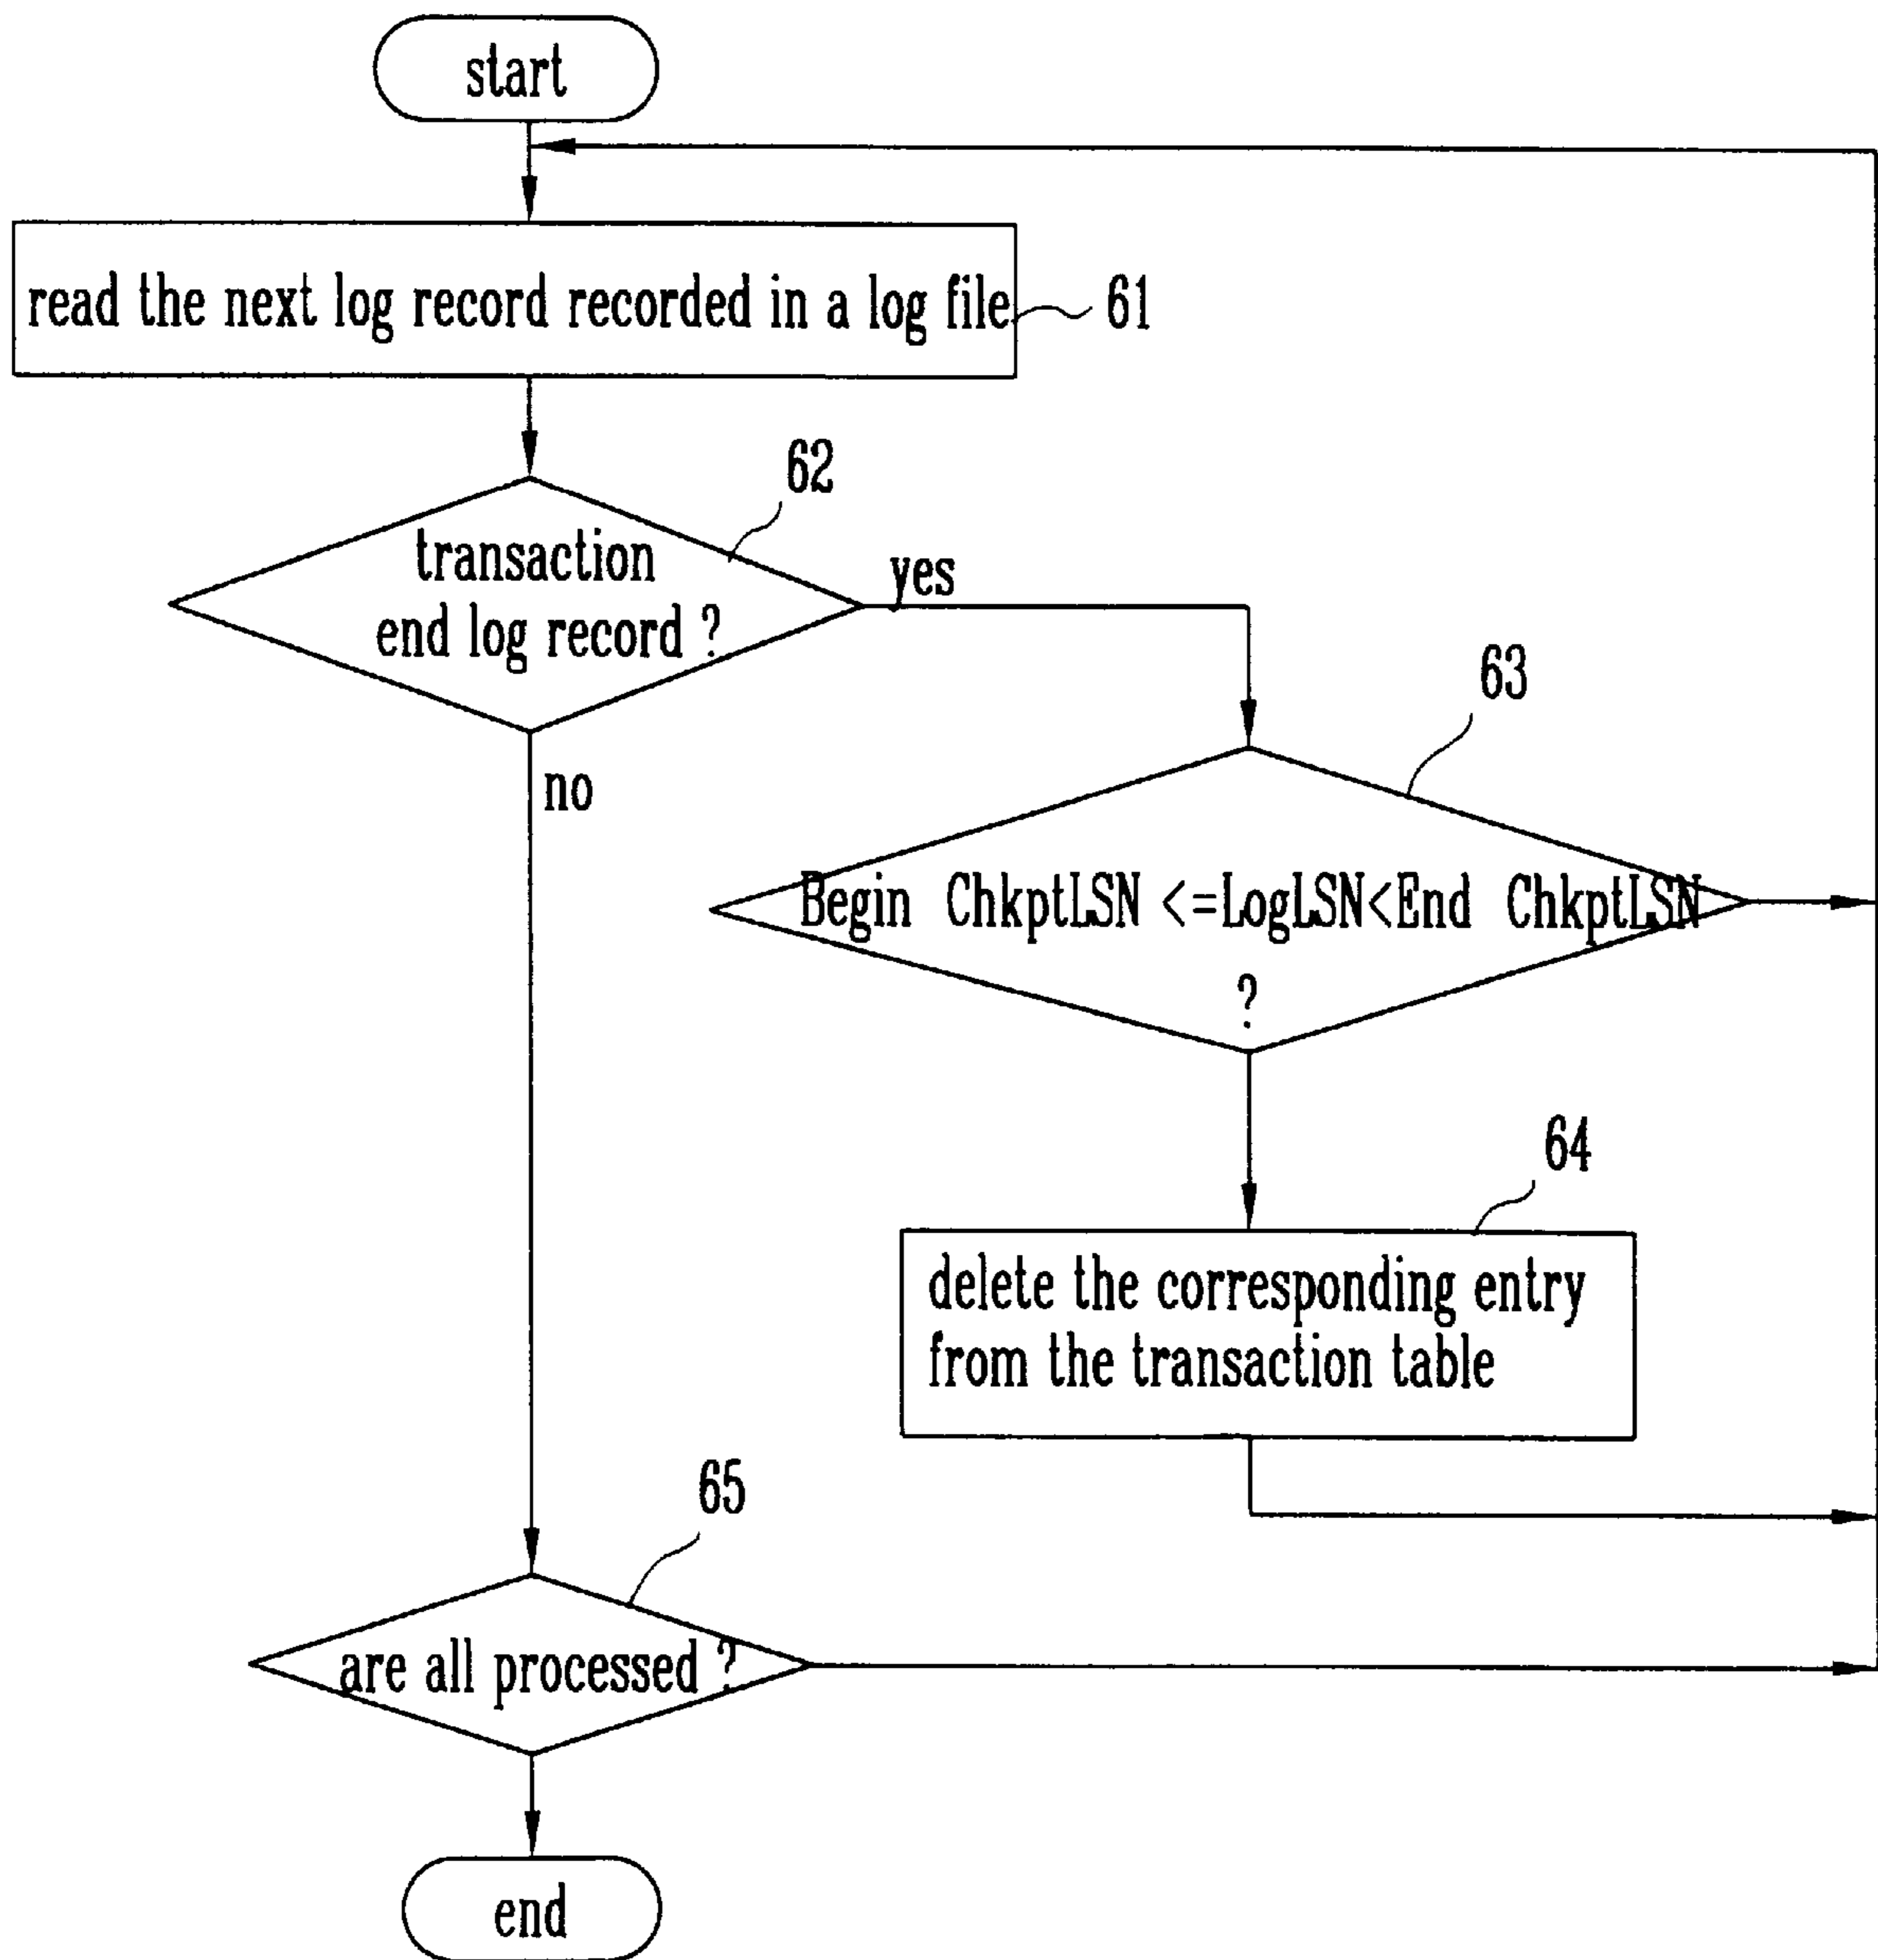 start
read the next log record recorded in a log file
61
62
transaction
end log record ?
yes
no
63
Begin ChkptLSN <=LogLSN<End ChkptLSN
?
64
delete the corresponding entry
from the transaction table
65
are all processed ?
end